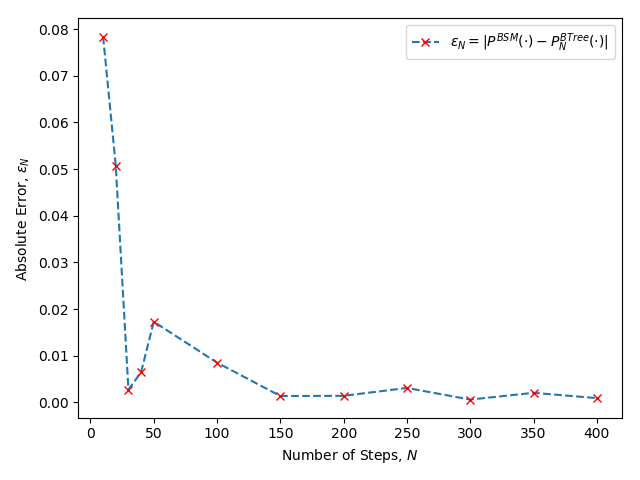 0.08
0.07
0.06
0.05
0.04
0.03
0.02
0.01
0.00
Absolute Error, ε_N
ε_N = |P^{BSM}(·) − P_N^{BTree}(·)|
0 50 100 150 200 250 300 350 400
Number of Steps, N